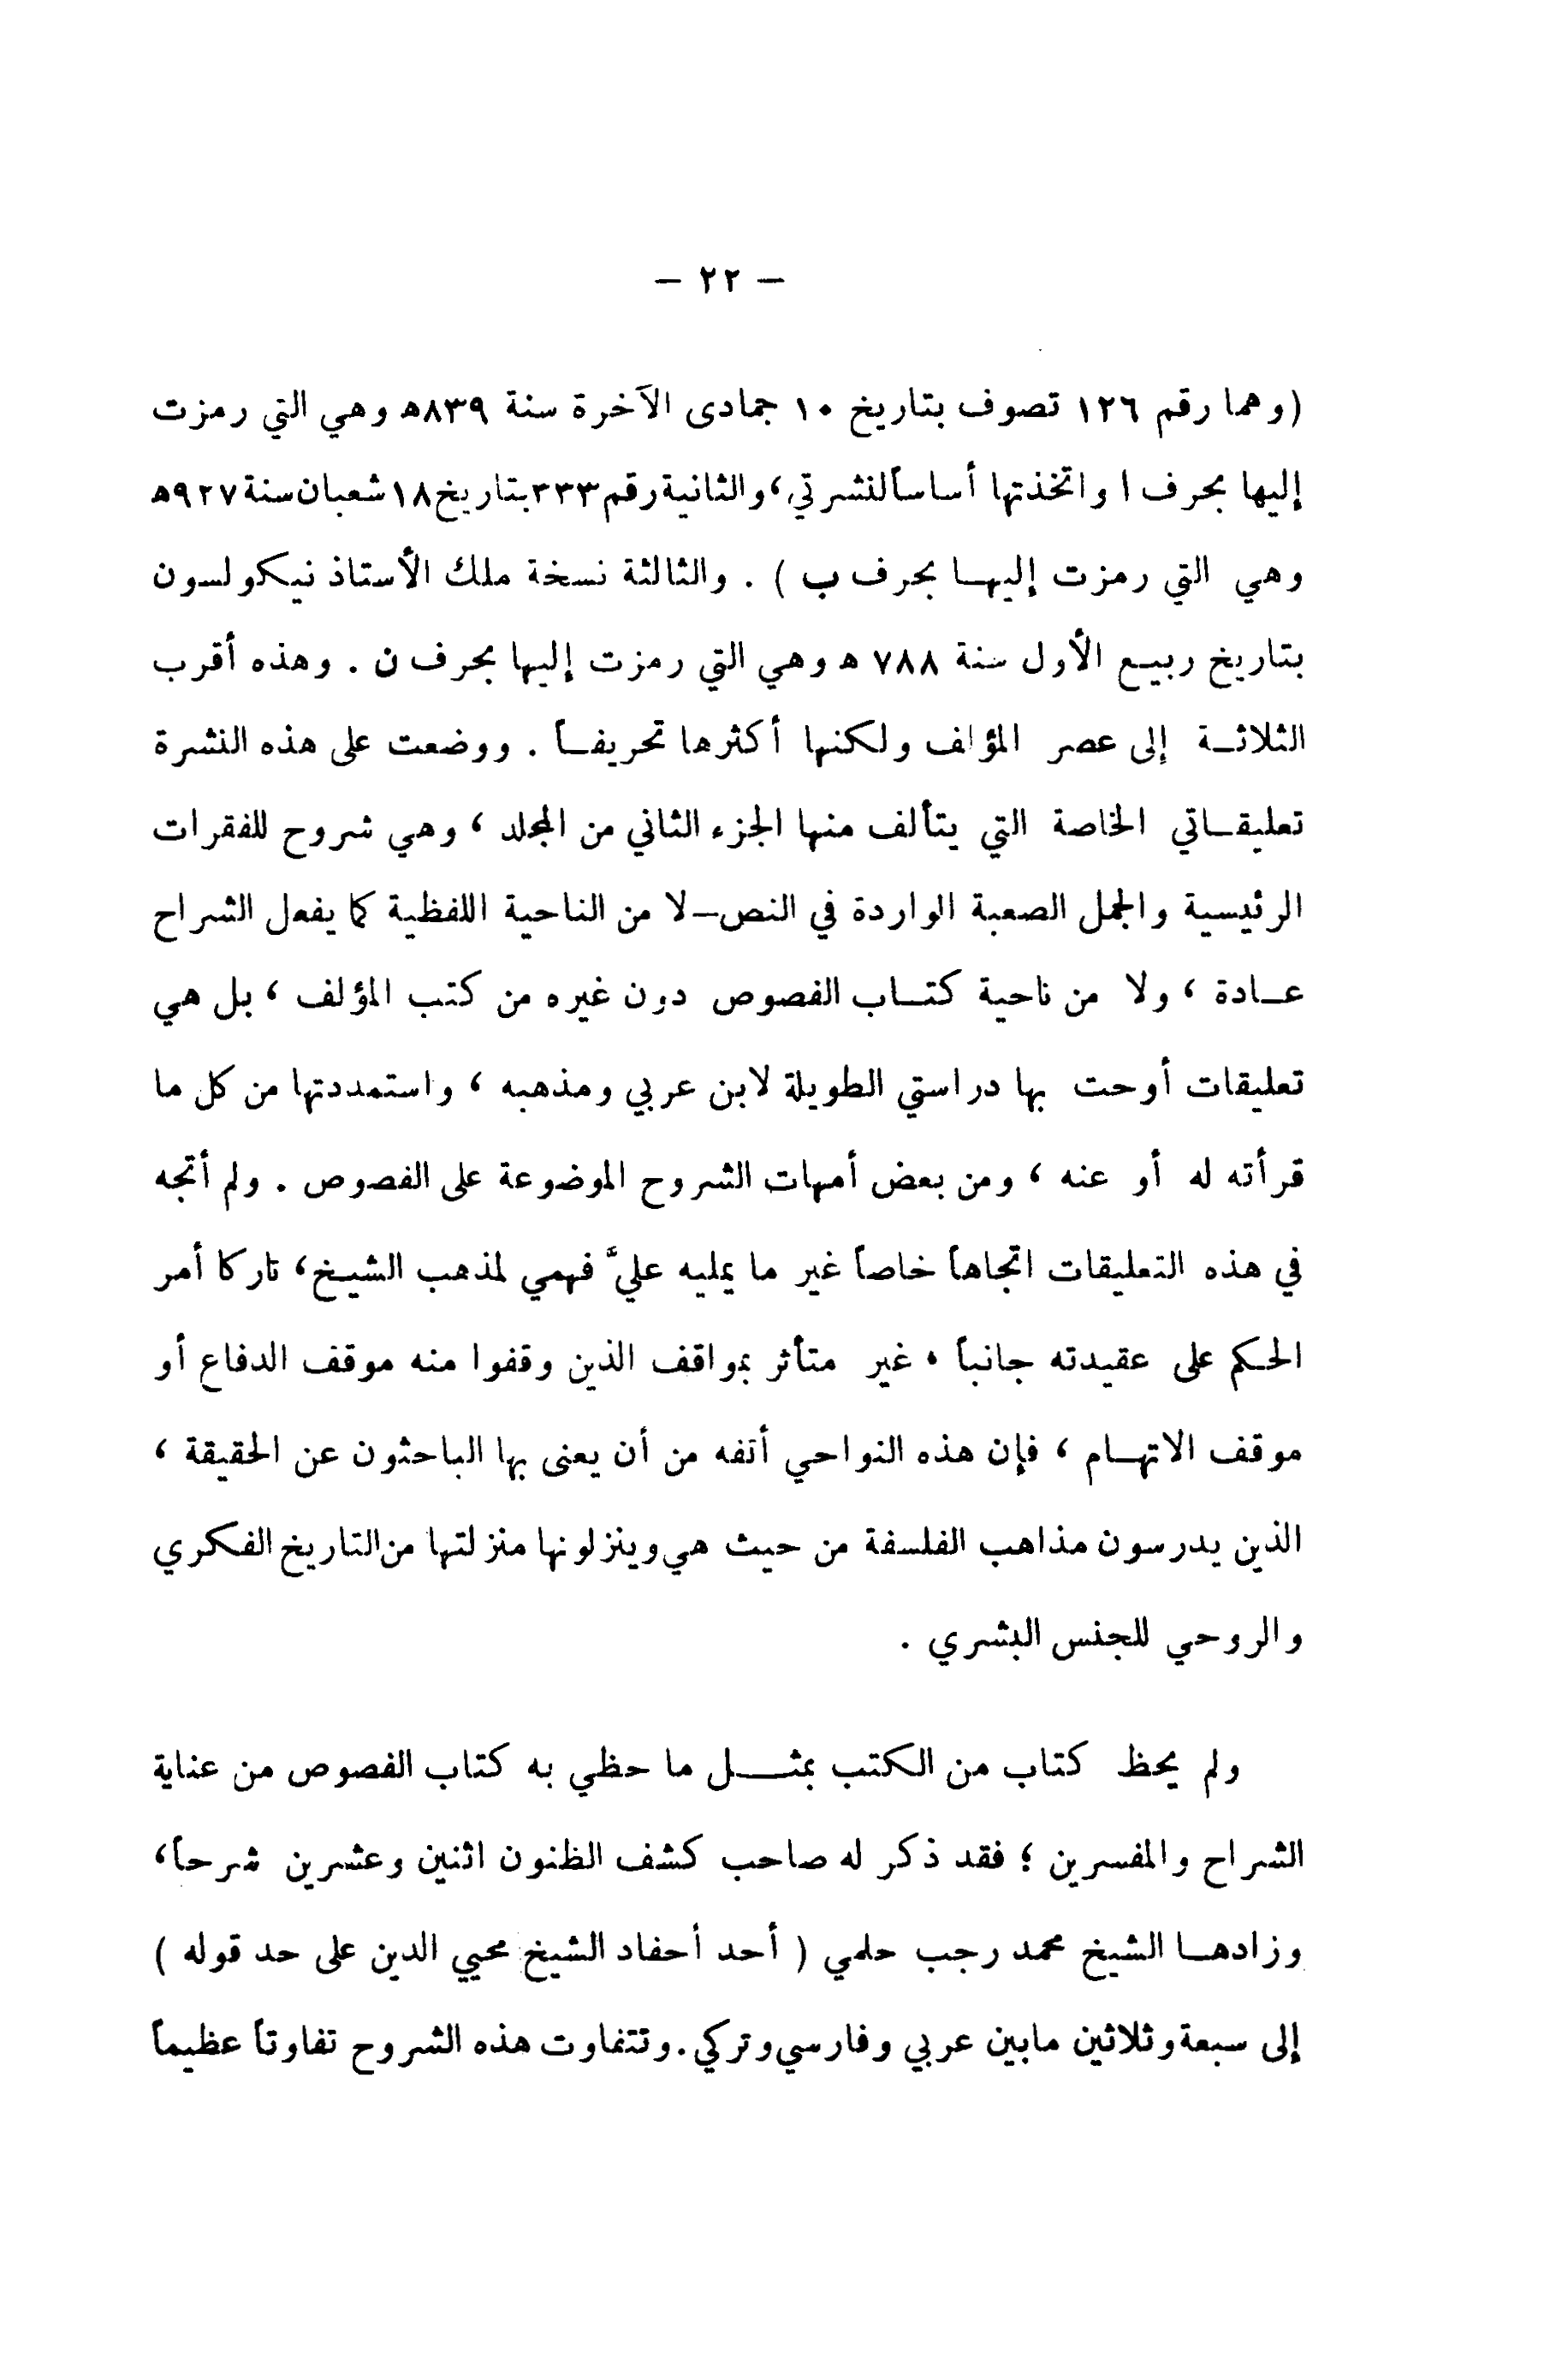 — ٢٢ —
(وهما رقم ١٢٦ تصوف بتاريخ ١٠ جمادى الآخرة سنة ٨٣٩ه وهي التي رمزت
إليها بحرف ا واتخذتها أساساً لنشرتي، والثانية رقم ٣٣٣ بتاريخ ١٨ شعبان سنة ٩٢٧ه
وهي التي رمزت إليها بحرف ب ) . والثالثة نسخة ملك الأستاذ نيكولسون
بتاريخ ربيع الأول سنة ٧٨٨ ه وهي التي رمزت إليها بحرف ن . وهذه أقرب
الثلاثة إلى عصر المؤلف ولكنها أكثرها تحريفاً . ووضعت على هذه النشرة
تعليقاتي الخاصة التي يتألف منها الجزء الثاني من المجلد ، وهي شروح للفقرات
الرئيسية والجمل الصعبة الواردة في النص–لا من الناحية اللفظية كما يفعل الشراح
عادة ، ولا من ناحية كتاب الفصوص دون غيره من كتب المؤلف ، بل هي
تعليقات أوحت بها دراستي الطويلة لابن عربي ومذهبه ، واستمددتها من كل ما
قرأته له أو عنه ، ومن بعض أمهات الشروح الموضوعة على الفصوص . ولم أتجه
في هذه التعليقات اتجاهاً خاصاً غير ما يمليه عليَّ فهمي لمذهب الشيخ، تاركا أمر
الحكم على عقيدته جانباً ، غير متأثر بمواقف الذين وقفوا منه موقف الدفاع أو
موقف الاتهام ، فإن هذه النواحي أتفه من أن يعنى بها الباحثون عن الحقيقة ،
الذين يدرسون مذاهب الفلسفة من حيث هي وينزلونها منزلتها من التاريخ الفكري
والروحي للجنس البشري .
ولم يحظ كتاب من الكتب بمثل ما حظي به كتاب الفصوص من عناية
الشراح والمفسرين ؛ فقد ذكر له صاحب كشف الظنون اثنين وعشرين شرحاً،
وزادها الشيخ محمد رجب حلمي ( أحد أحفاد الشيخ محيي الدين على حد قوله )
إلى سبعة وثلاثين مابين عربي وفارسي وتركي. وتتفاوت هذه الشروح تفاوتاً عظيماً